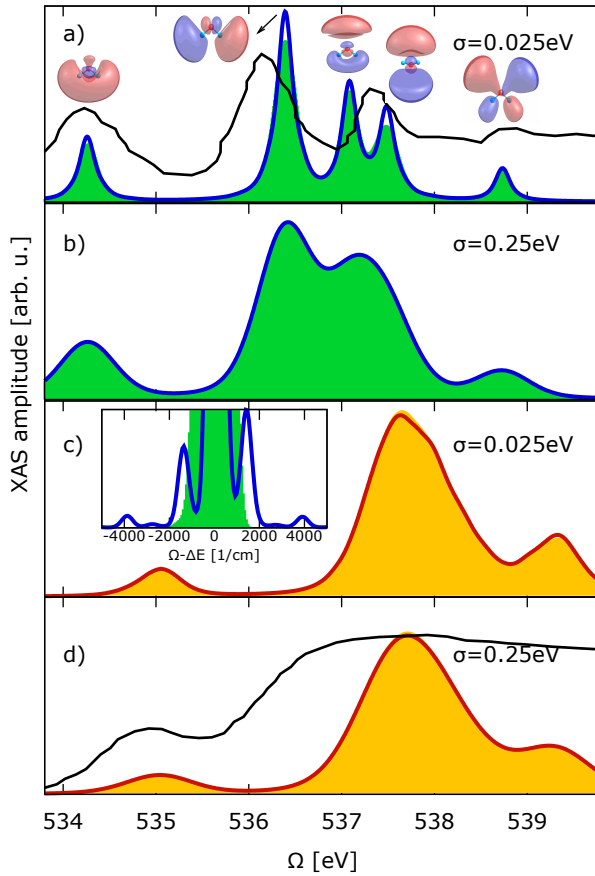 a)
σ=0.025eV
b)
σ=0.25eV
c)
σ=0.025eV
-4000 -2000 0 2000 4000
Ω-ΔE [1/cm]
d)
σ=0.25eV
XAS amplitude [arb. u.]
534 535 536 537 538 539
Ω [eV]